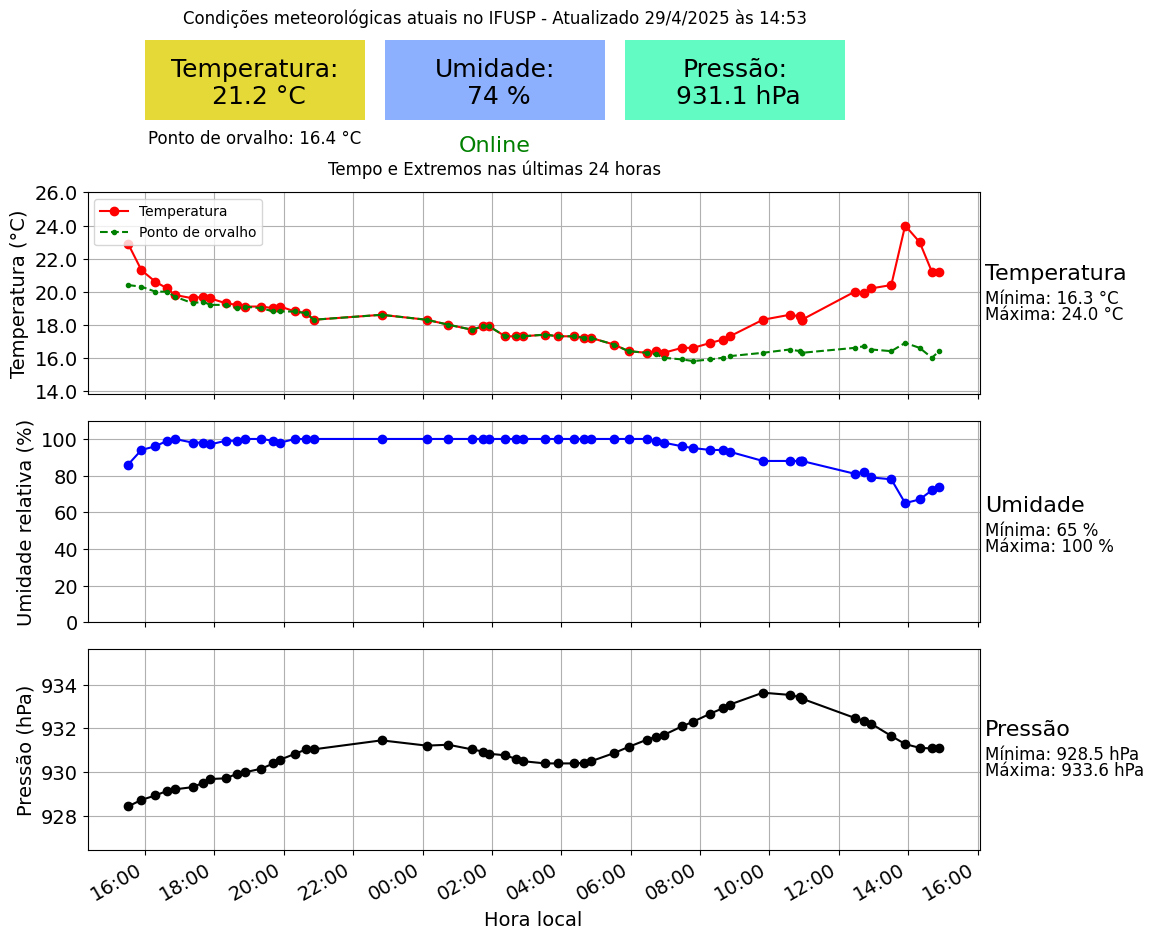 Condições meteorológicas atuais no IFUSP - Atualizado 29/4/2025 às 14:53
Temperatura:
21.2 °C
Umidade:
74 %
Pressão:
931.1 hPa
Ponto de orvalho: 16.4 °C
Online
Tempo e Extremos nas últimas 24 horas
Temperatura (°C)
26.0
24.0
22.0
20.0
18.0
16.0
14.0
Temperatura
Ponto de orvalho
Temperatura
Mínima: 16.3 °C
Máxima: 24.0 °C
Umidade relativa (%)
100
80
60
40
20
0
Umidade
Mínima: 65 %
Máxima: 100 %
Pressão (hPa)
934
932
930
928
Pressão
Mínima: 928.5 hPa
Máxima: 933.6 hPa
16:00
18:00
20:00
22:00
00:00
02:00
04:00
06:00
08:00
10:00
12:00
14:00
16:00
Hora local